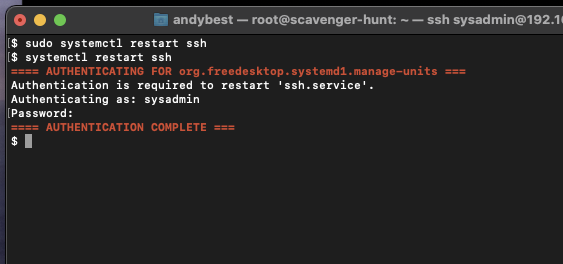 andybest — root@scavenger-hunt: ~ — ssh sysadmin@192.16
[$ sudo systemctl restart ssh
[$ systemctl restart ssh
==== AUTHENTICATING FOR org.freedesktop.systemd1.manage-units ===
Authentication is required to restart 'ssh.service'.
Authenticating as: sysadmin
[Password:
==== AUTHENTICATION COMPLETE ===
$